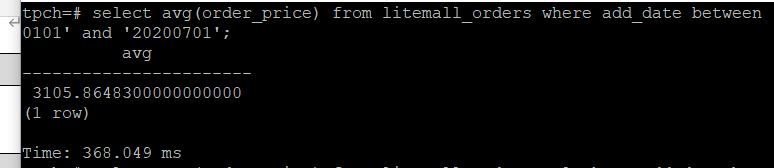 tpch=# select avg(order_price) from litemall_orders where add_date between
0101' and '20200701';
avg
------------------------
3105.8648300000000000
(1 row)
Time: 368.049 ms